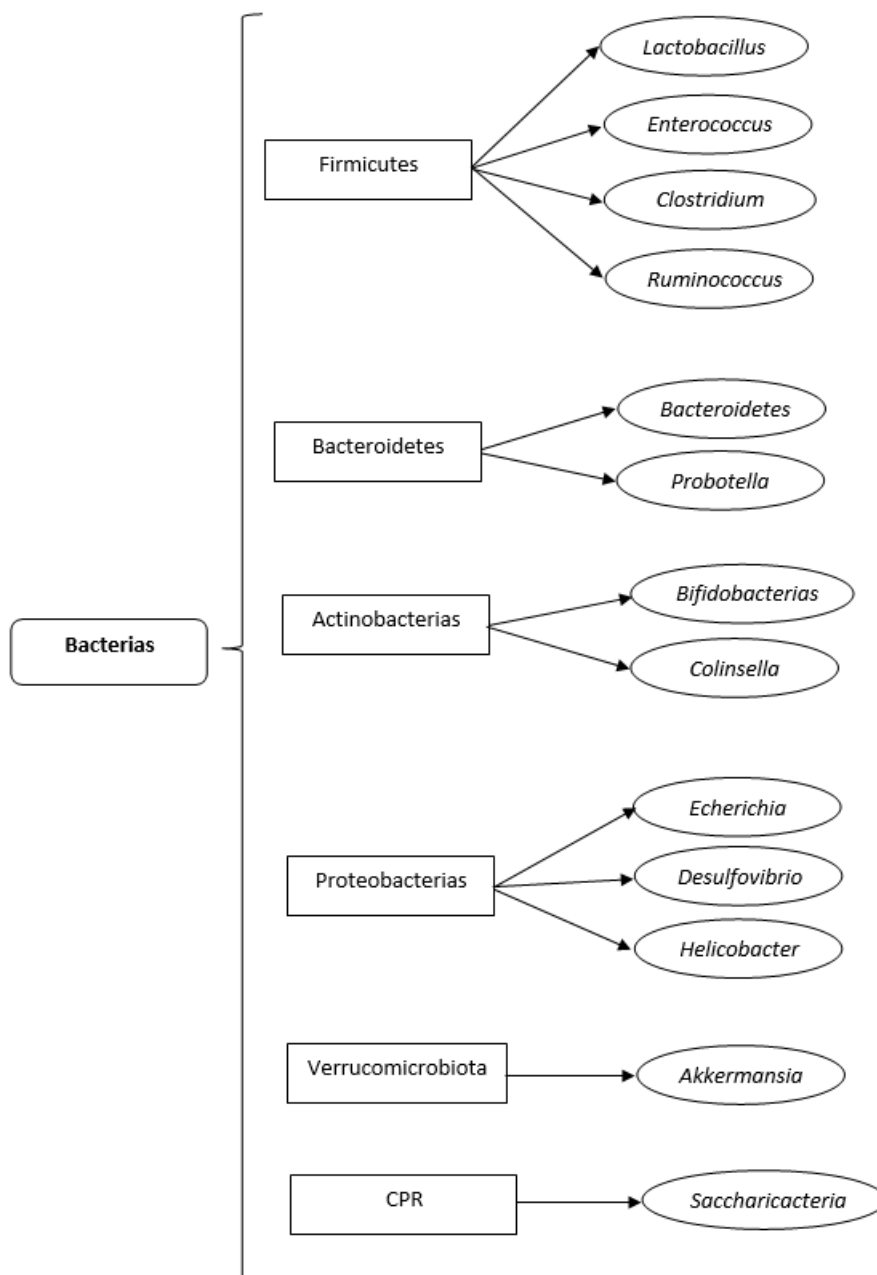 Bacterias
Firmicutes
Lactobacillus
Enterococcus
Clostridium
Ruminococcus
Bacteroidetes
Bacteroidetes
Probotella
Actinobacterias
Bifidobacterias
Colinsella
Proteobacterias
Echerichia
Desulfovibrio
Helicobacter
Verrucomicrobiota
Akkermansia
CPR
Saccharicacteria